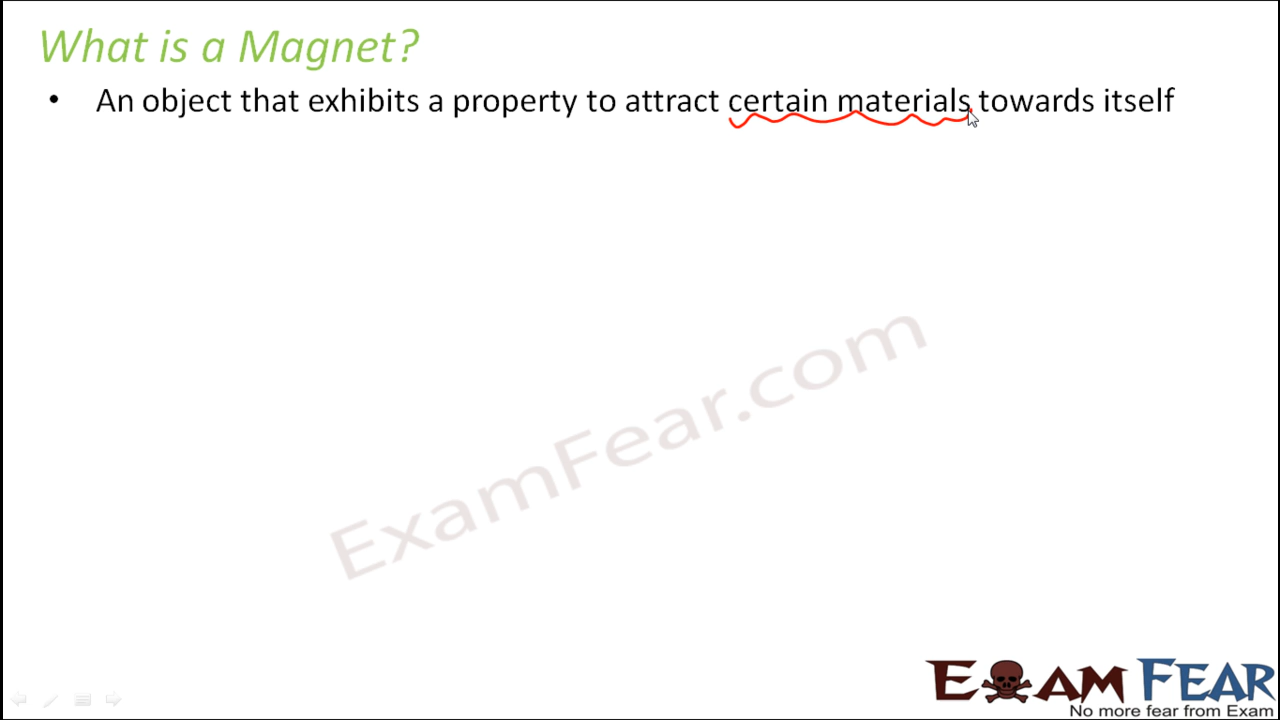 What is a Magnet?
• An object that exhibits a property to attract certain materials towards itself
ExamFear.com
EXAM FEAR
No more fear from Exam